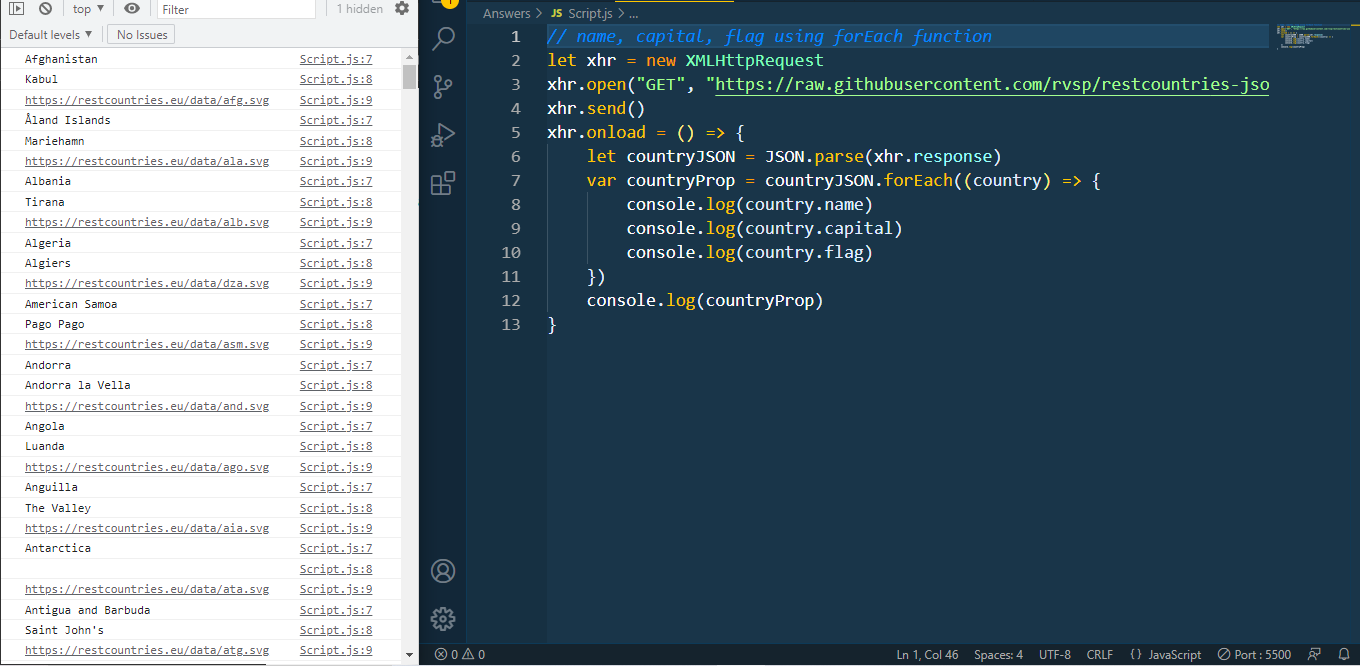 top ▼ Filter 1 hidden
Default levels ▼ No Issues
Afghanistan Script.js:7
Kabul Script.js:8
https://restcountries.eu/data/afg.svg Script.js:9
Åland Islands Script.js:7
Mariehamn Script.js:8
https://restcountries.eu/data/ala.svg Script.js:9
Albania Script.js:7
Tirana Script.js:8
https://restcountries.eu/data/alb.svg Script.js:9
Algeria Script.js:7
Algiers Script.js:8
https://restcountries.eu/data/dza.svg Script.js:9
American Samoa Script.js:7
Pago Pago Script.js:8
https://restcountries.eu/data/asm.svg Script.js:9
Andorra Script.js:7
Andorra la Vella Script.js:8
https://restcountries.eu/data/and.svg Script.js:9
Angola Script.js:7
Luanda Script.js:8
https://restcountries.eu/data/ago.svg Script.js:9
Anguilla Script.js:7
The Valley Script.js:8
https://restcountries.eu/data/aia.svg Script.js:9
Antarctica Script.js:7
Script.js:8
https://restcountries.eu/data/ata.svg Script.js:9
Antigua and Barbuda Script.js:7
Saint John's Script.js:8
https://restcountries.eu/data/atg.svg Script.js:9
1
Answers > JS Script.js > ...
1 // name, capital, flag using forEach function
2 let xhr = new XMLHttpRequest
3 xhr.open("GET", "https://raw.githubusercontent.com/rvsp/restcountries-jso
4 xhr.send()
5 xhr.onload = () => {
6 let countryJSON = JSON.parse(xhr.response)
7 var countryProp = countryJSON.forEach((country) => {
8 console.log(country.name)
9 console.log(country.capital)
10 console.log(country.flag)
11 })
12 console.log(countryProp)
13 }
0 0 Ln 1, Col 46 Spaces: 4 UTF-8 CRLF {} JavaScript Port : 5500